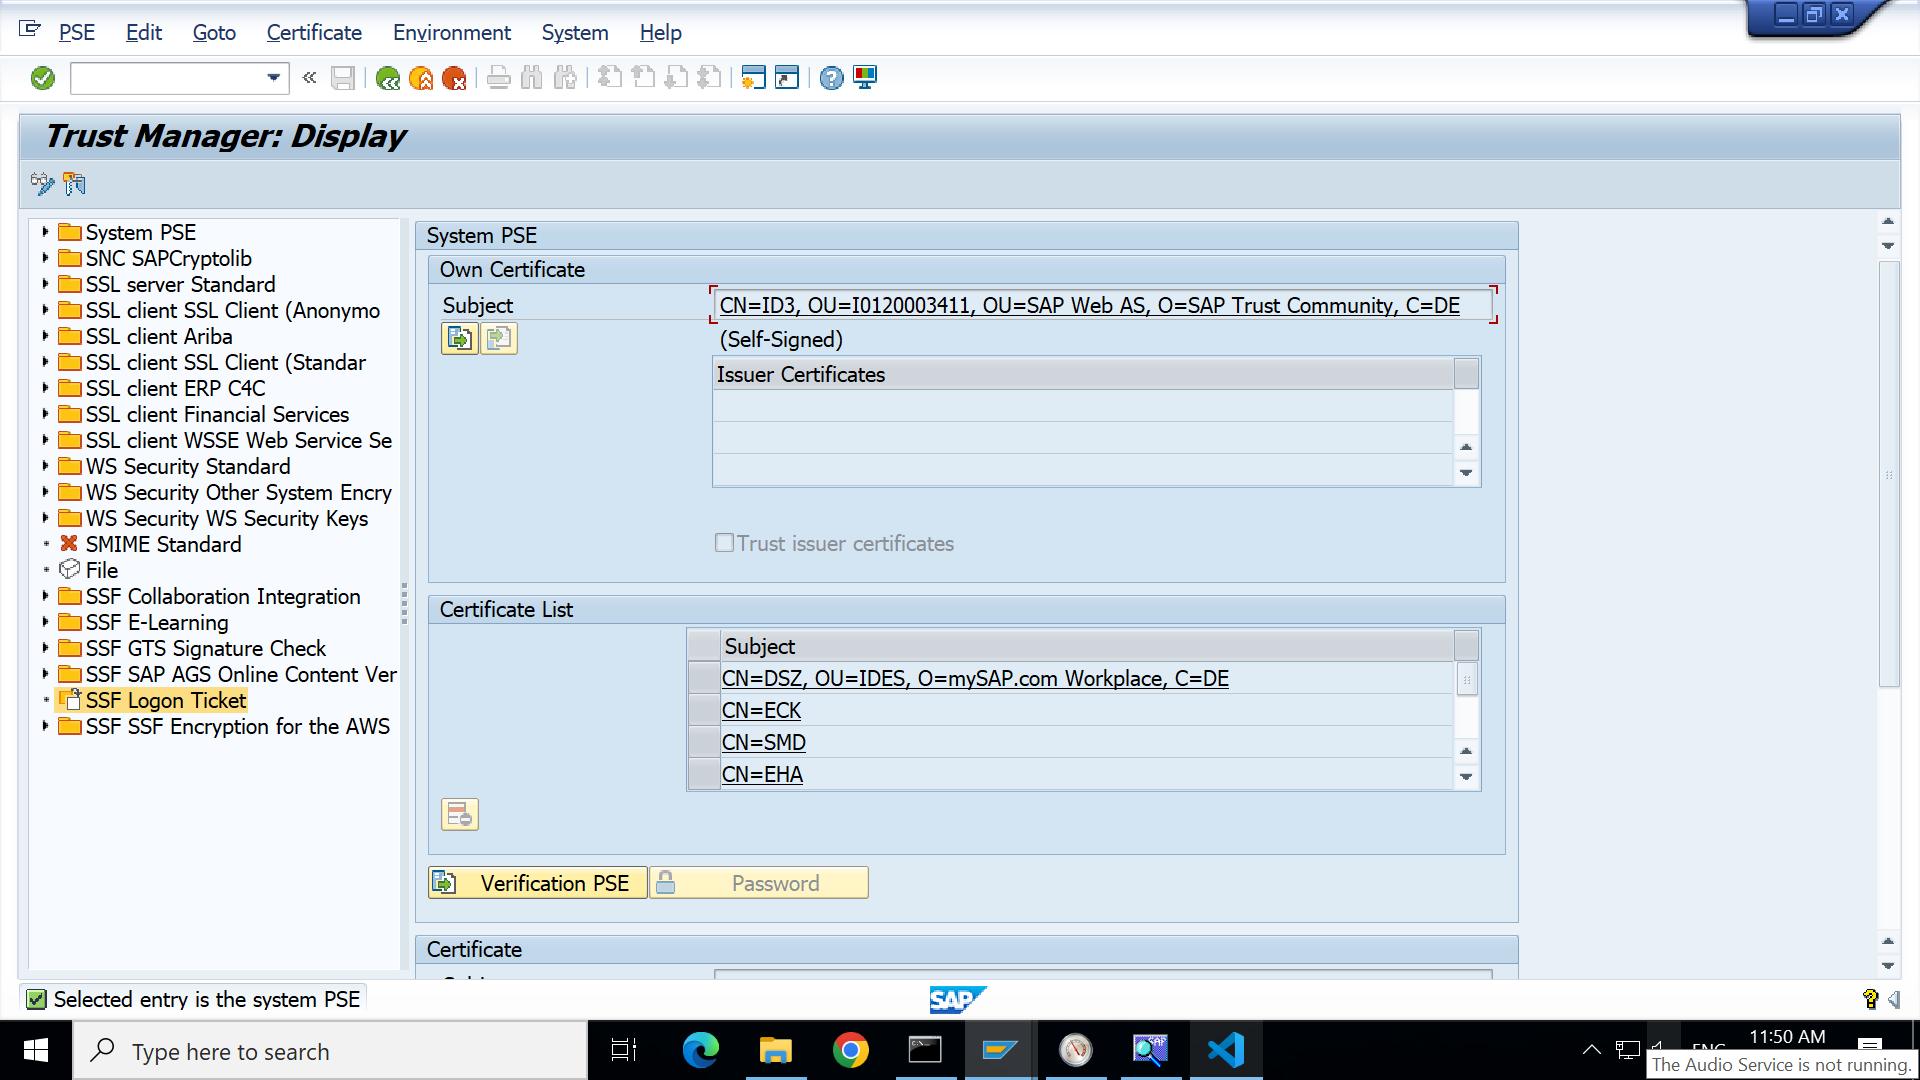 PSE Edit Goto Certificate Environment System Help
Trust Manager: Display
System PSE
SNC SAPCryptolib
SSL server Standard
SSL client SSL Client (Anonymo
SSL client Ariba
SSL client SSL Client (Standar
SSL client ERP C4C
SSL client Financial Services
SSL client WSSE Web Service Se
WS Security Standard
WS Security Other System Encry
WS Security WS Security Keys
SMIME Standard
File
SSF Collaboration Integration
SSF E-Learning
SSF GTS Signature Check
SSF SAP AGS Online Content Ver
SSF Logon Ticket
SSF SSF Encryption for the AWS
System PSE
Own Certificate
Subject CN=ID3, OU=I0120003411, OU=SAP Web AS, O=SAP Trust Community, C=DE
(Self-Signed)
Issuer Certificates
Trust issuer certificates
Certificate List
Subject
CN=DSZ, OU=IDES, O=mySAP.com Workplace, C=DE
CN=ECK
CN=SMD
CN=EHA
Verification PSE Password
Certificate
Selected entry is the system PSE
SAP
Type here to search
11:50 AM
The Audio Service is not running.